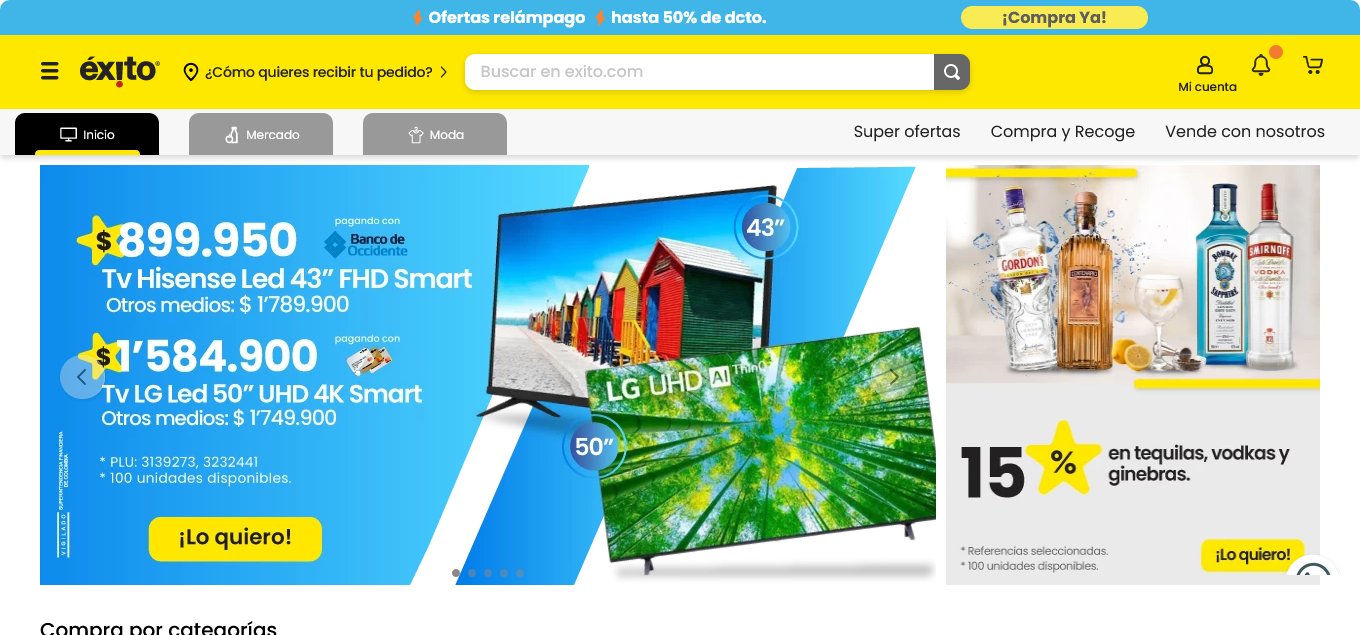 Ofertas relámpago hasta 50% de dcto.
¡Compra Ya!
éxito
¿Cómo quieres recibir tu pedido?
Buscar en exito.com
Mi cuenta
Inicio
Mercado
Moda
Super ofertas
Compra y Recoge
Vende con nosotros
$899.950
pagando con
Banco de
Occidente
Tv Hisense Led 43” FHD Smart
Otros medios: $ 1’789.900
$1’584.900
pagando con
Tv LG Led 50” UHD 4K Smart
Otros medios: $ 1’749.900
* PLU: 3139273, 3232441
* 100 unidades disponibles.
VIGILADO
SUPERINTENDENCIA FINANCIERA
DE COLOMBIA
¡Lo quiero!
43”
LG UHD AI ThinQ
50”
GORDON'S
CENTENARIO
BOMBAY
SAPPHIRE
SMIRNOFF
VODKA
15%
en tequilas, vodkas y
ginebras.
* Referencias seleccionadas.
* 100 unidades disponibles.
¡Lo quiero!
Compra por categorías